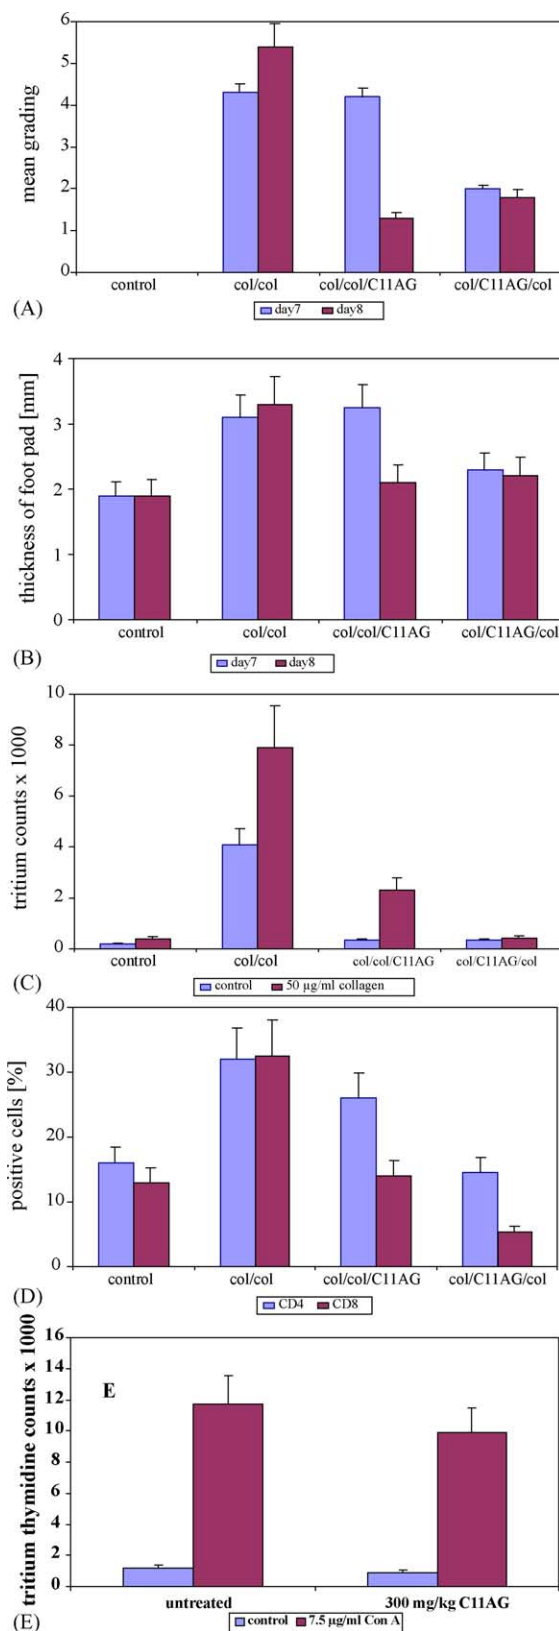 6
5
4
3
2
1
0
mean grading
control col/col col/col/C11AG col/C11AG/col
(A)
day7 day8
4
3
2
1
0
thickness of foot pad [mm]
control col/col col/col/C11AG col/C11AG/col
(B)
day7 day8
10
8
6
4
2
0
tritium counts x 1000
control col/col col/col/C11AG col/C11AG/col
(C)
control 50 µg/ml collagen
40
30
20
10
0
positive cells [%]
control col/col col/col/C11AG col/C11AG/col
(D)
CD4 CD8
16
14
12
10
8
6
4
2
0
tritium thymidine counts x 1000
E
untreated 300 mg/kg C11AG
(E)
control 7.5 µg/ml Con A